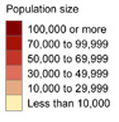 Population size
100,000 or more
70,000 to 99,999
50,000 to 69,999
30,000 to 49,999
10,000 to 29,999
Less than 10,000